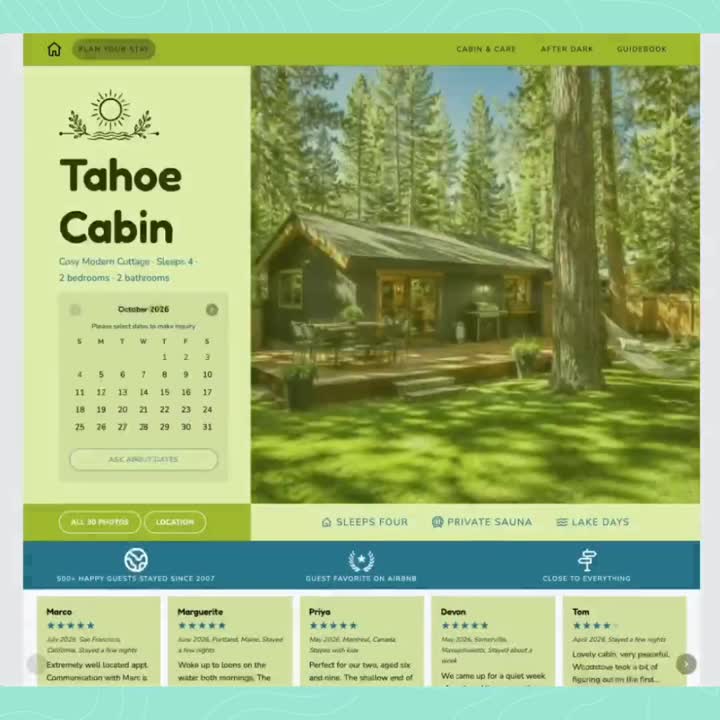 PLAN YOUR STAY
CABIN & CARE
AFTER DARK
GUIDEBOOK
Tahoe
Cabin
Cosy Modern Cottage · Sleeps 4 ·
2 bedrooms · 2 bathrooms
October 2026
Please select dates to make inquiry
S M T W T F S
1 2 3
4 5 6 7 8 9 10
11 12 13 14 15 16 17
18 19 20 21 22 23 24
25 26 27 28 29 30 31
ASK ABOUT DATES
ALL 30 PHOTOS
LOCATION
SLEEPS FOUR
PRIVATE SAUNA
LAKE DAYS
500+ HAPPY GUESTS STAYED SINCE 2007
GUEST FAVORITE ON AIRBNB
CLOSE TO EVERYTHING
Marco
July 2026, San Francisco,
California, Stayed a few nights
Extremely well located appt.
Communication with Marc is
Marguerite
June 2026, Portland, Maine, Stayed
a few nights
Woke up to loons on the
water both mornings. The
Priya
May 2026, Montreal, Canada,
Stayed with kids
Perfect for our two, aged six
and nine. The shallow end of
Devon
May 2026, Somerville,
Massachusetts, Stayed about a
week
We came up for a quiet week
Tom
April 2026, Stayed a few nights
Lovely cabin, very peaceful.
Woodstove took a bit of
figuring out on the first...